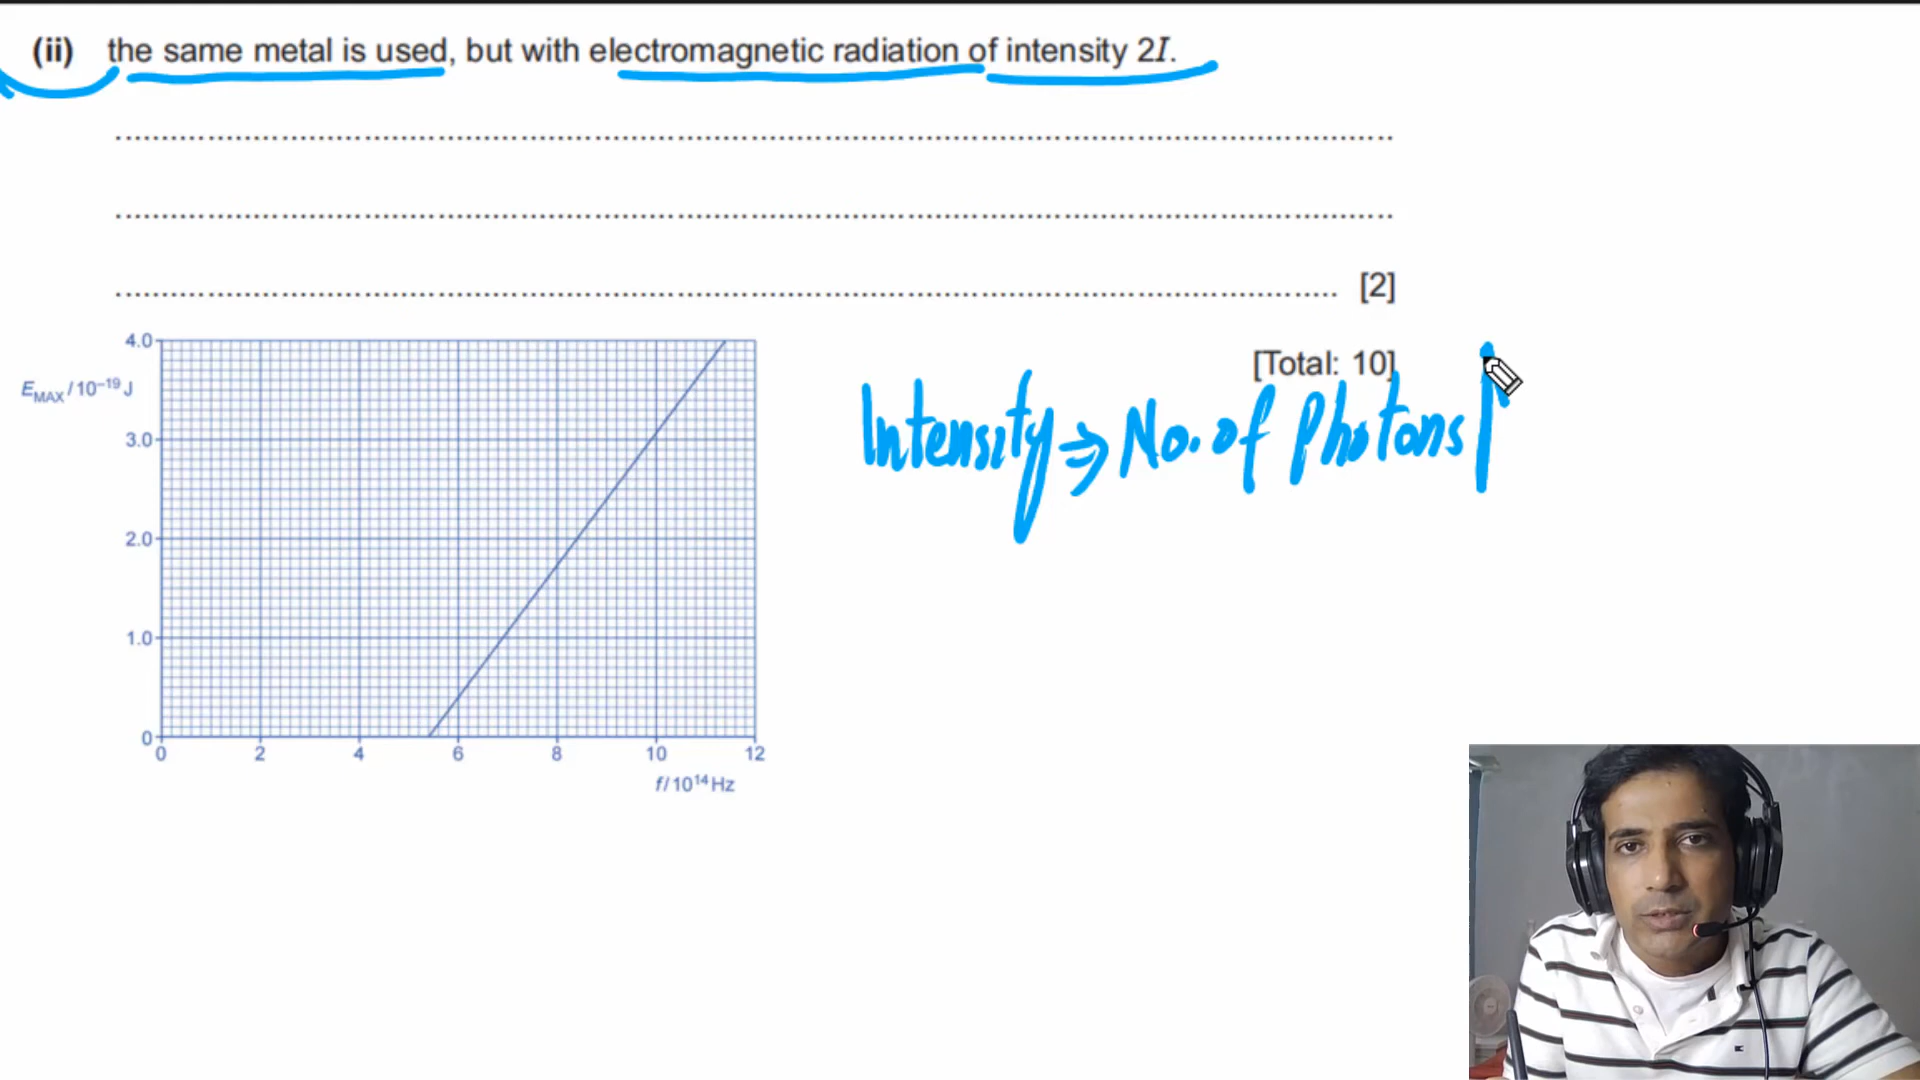 (ii) the same metal is used, but with electromagnetic radiation of intensity 2I.
[2]
[Total: 10]
Intensity ⇒ No. of Photons ↑
4.0
E_MAX / 10⁻¹⁹ J
3.0
2.0
1.0
0
0 2 4 6 8 10 12
f / 10¹⁴ Hz